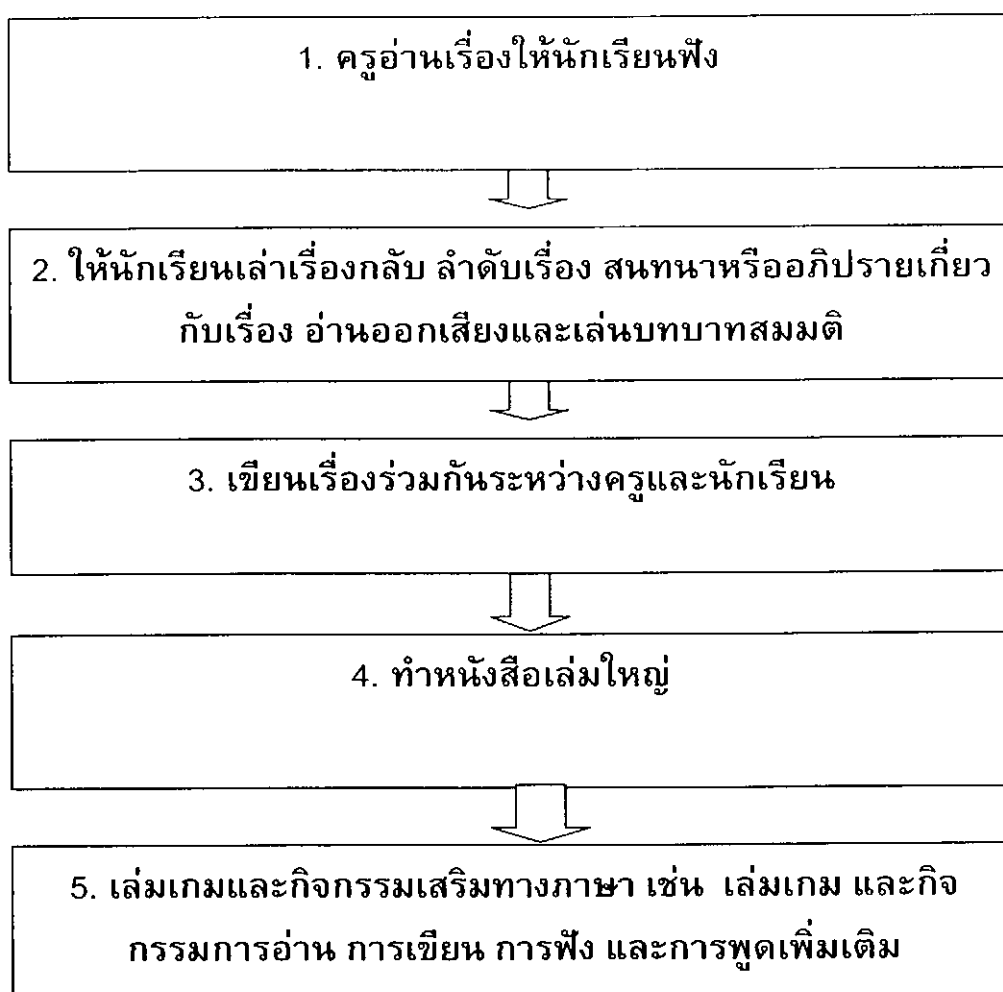 1. ครูอ่านเรื่องให้นักเรียนฟัง
2. ให้นักเรียนเล่าเรื่องกลับ ลำดับเรื่อง สนทนาหรืออภิปรายเกี่ยว
กับเรื่อง อ่านออกเสียงและเล่นบทบาทสมมติ
3. เขียนเรื่องร่วมกันระหว่างครูและนักเรียน
4. ทำหนังสือเล่มใหญ่
5. เล่มเกมและกิจกรรมเสริมทางภาษา เช่น เล่มเกม และกิจ
กรรมการอ่าน การเขียน การฟัง และการพูดเพิ่มเติม